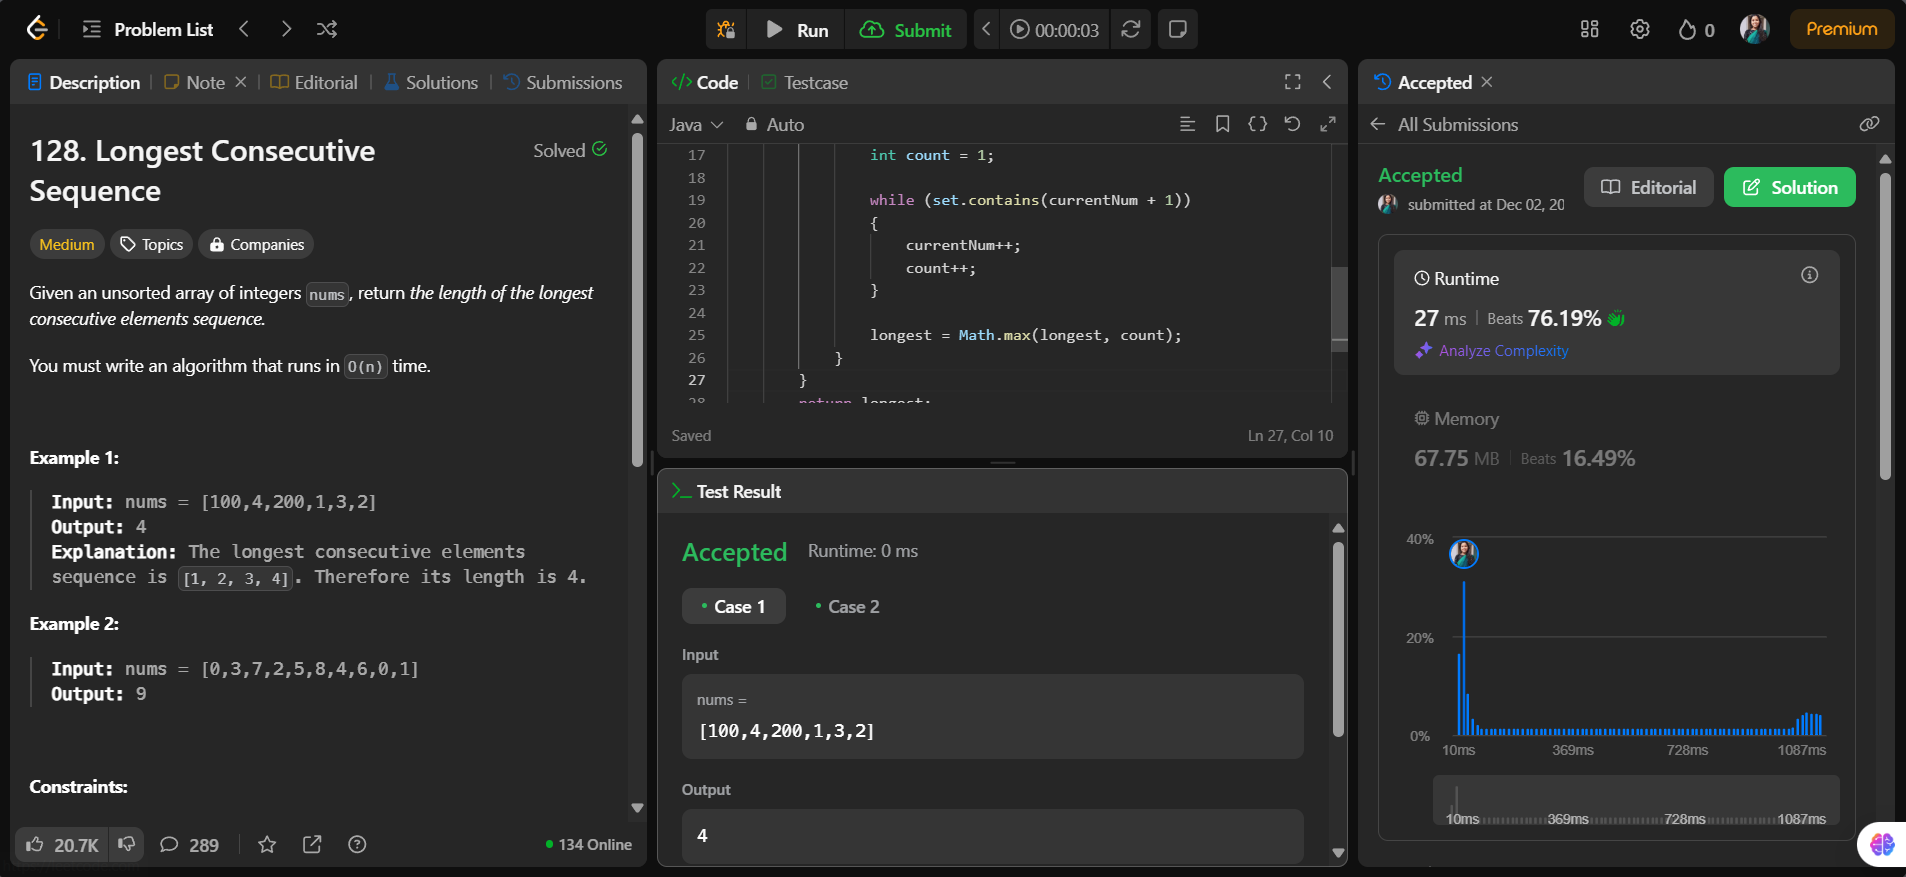 Problem List
Run
Submit
00:00:03
0
Premium
Description
Note
Editorial
Solutions
Submissions
128. Longest Consecutive
Sequence
Solved
Medium
Topics
Companies
Given an unsorted array of integers nums, return the length of the longest
consecutive elements sequence.
You must write an algorithm that runs in O(n) time.
Example 1:
Input: nums = [100,4,200,1,3,2]
Output: 4
Explanation: The longest consecutive elements
sequence is [1, 2, 3, 4]. Therefore its length is 4.
Example 2:
Input: nums = [0,3,7,2,5,8,4,6,0,1]
Output: 9
Constraints:
20.7K
289
134 Online
</> Code
Testcase
Java
Auto
17 int count = 1;
18
19 while (set.contains(currentNum + 1))
20 {
21 currentNum++;
22 count++;
23 }
24
25 longest = Math.max(longest, count);
26 }
27 }
28 return longest;
Saved
Ln 27, Col 10
>_ Test Result
Accepted
Runtime: 0 ms
Case 1
Case 2
Input
nums =
[100,4,200,1,3,2]
Output
4
Accepted
All Submissions
Accepted
submitted at Dec 02, 20
Editorial
Solution
Runtime
27 ms
Beats 76.19%
Analyze Complexity
Memory
67.75 MB
Beats 16.49%
40%
20%
0%
10ms
369ms
728ms
1087ms
10ms
369ms
728ms
1087ms